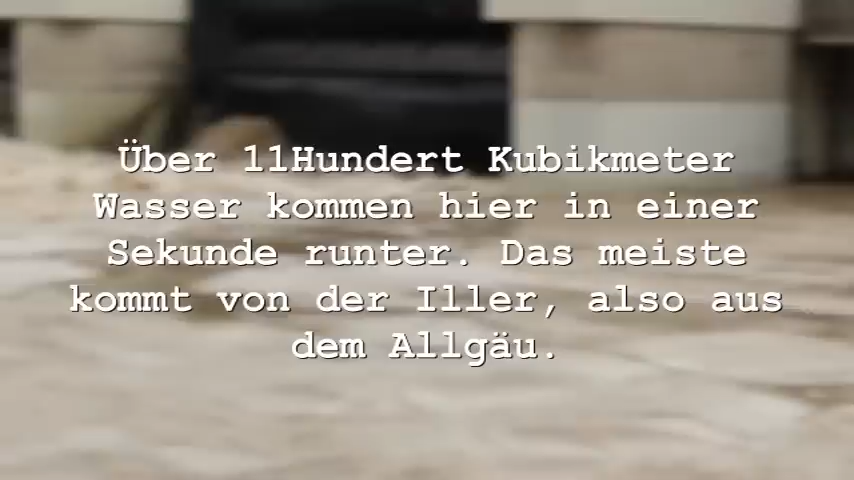 Über 11Hundert Kubikmeter
Wasser kommen hier in einer
Sekunde runter. Das meiste
kommt von der Iller, also aus
dem Allgäu.